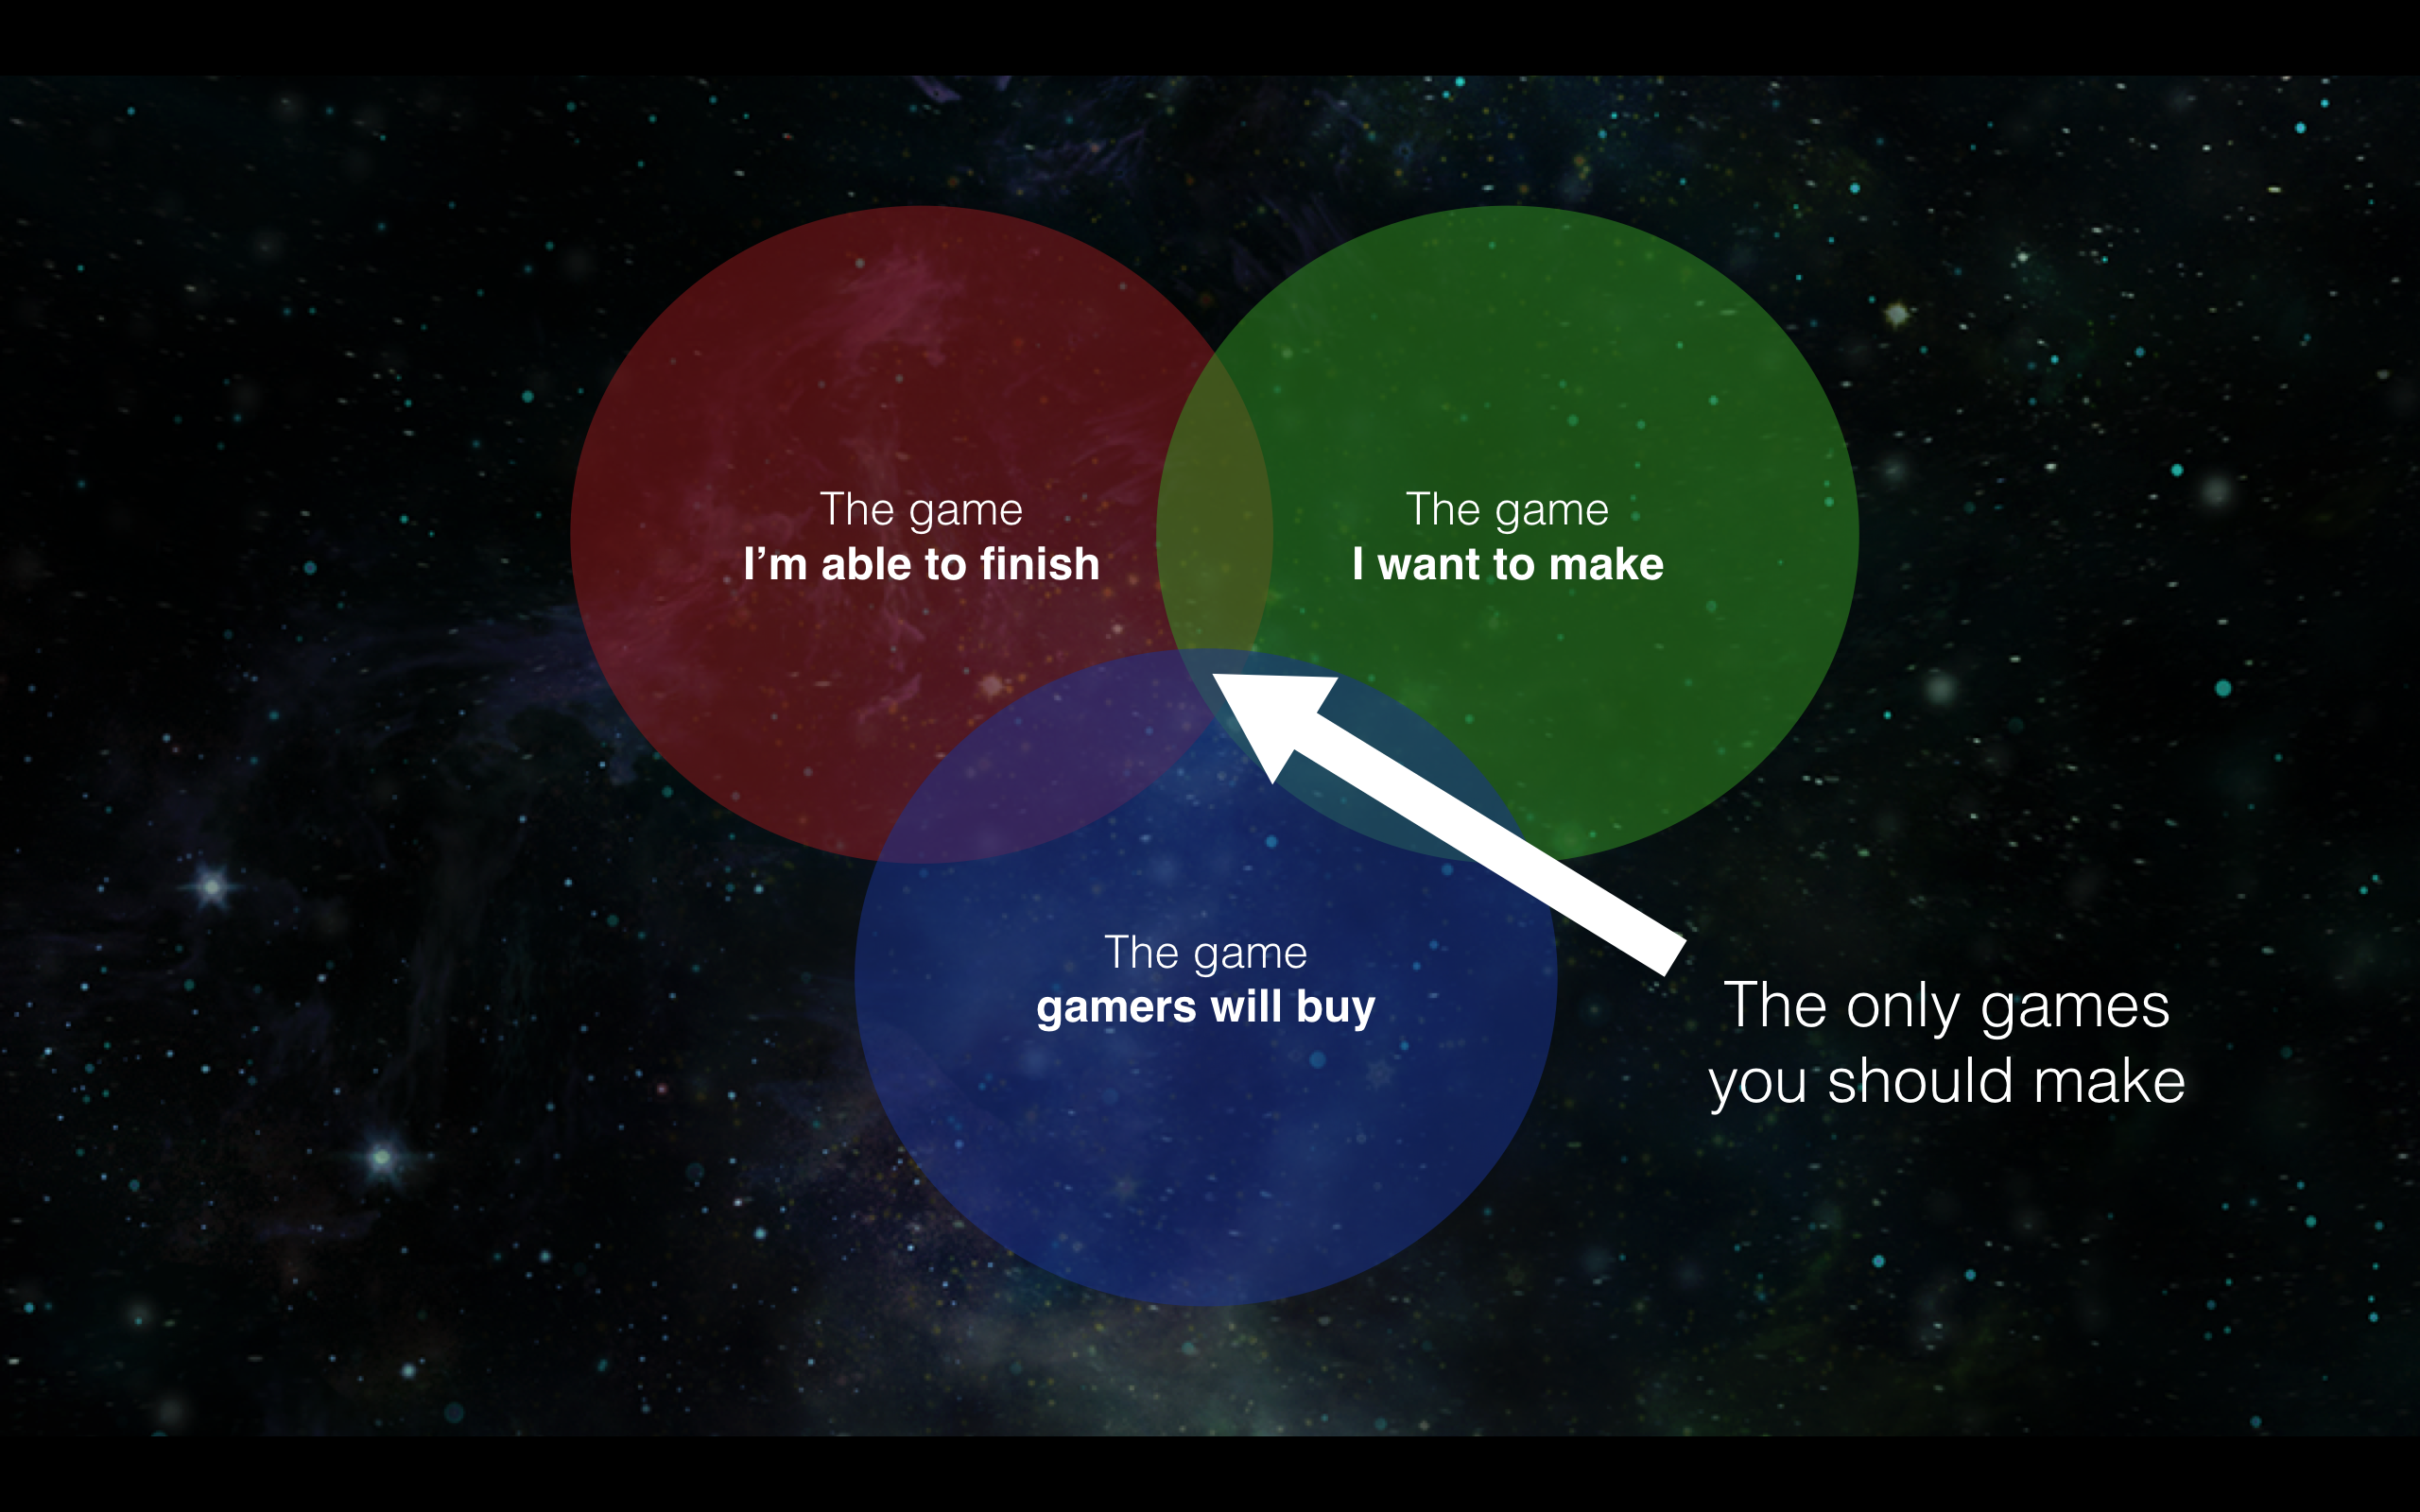 The game
I’m able to finish
The game
I want to make
The game
gamers will buy
The only games
you should make